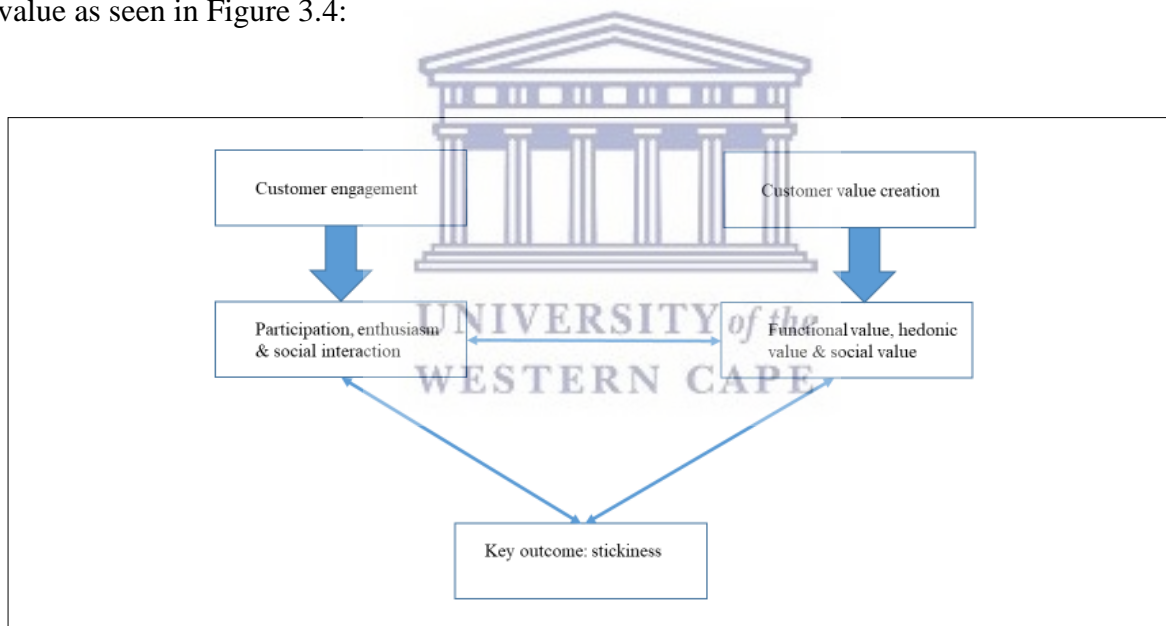 value as seen in Figure 3.4:
Customer engagement
Customer value creation
Participation, enthusiasm
& social interaction
Functional value, hedonic
value & social value
UNIVERSITY of the
WESTERN CAPE
Key outcome: stickiness